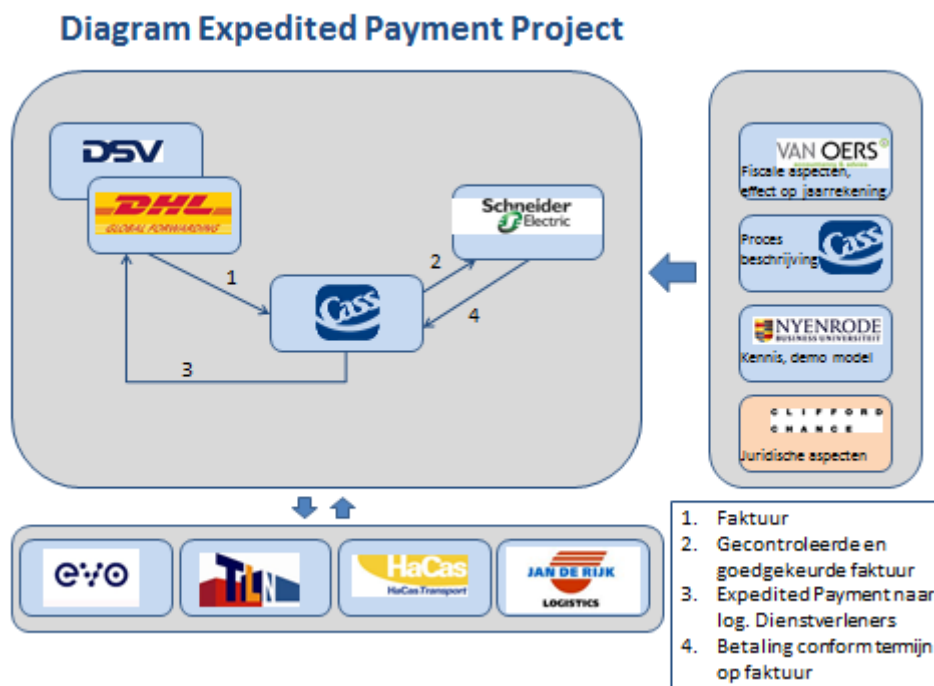 Diagram Expedited Payment Project
DSV
DHL
GLOBAL FORWARDING
Schneider
Electric
1
2
Cass
4
3
VAN OERS
accountancy & advies
Fiscale aspecten,
effect op jaarrekening
Proces
beschrijving
Cass
NYENRODE
BUSINESS UNIVERSITEIT
Kennis, demo model
CLIFFORD
CHANCE
Juridische aspecten
evo
TLN
HaCas
HaCas Transport
JAN DE RIJK
LOGISTICS
1. Faktuur
2. Gecontroleerde en
goedgekeurde faktuur
3. Expedited Payment naar
log. Dienstverleners
4. Betaling conform termijn
op faktuur